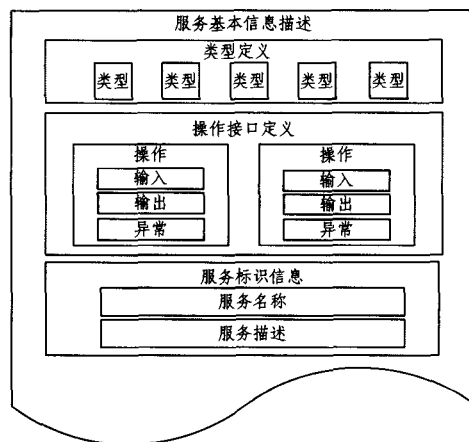 服务基本信息描述
类型定义
类型 类型 类型 类型 类型
操作接口定义
操作 操作
输入 输入
输出 输出
异常 异常
服务标识信息
服务名称
服务描述